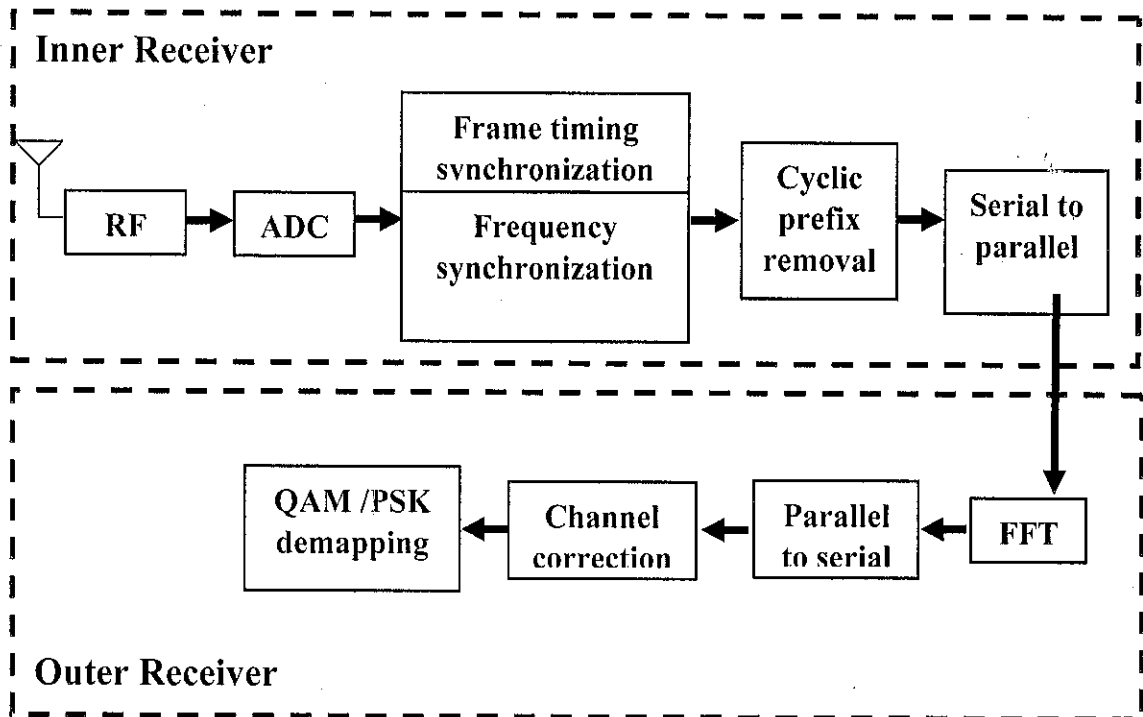 Inner Receiver
RF
ADC
Frame timing
synchronization
Frequency
synchronization
Cyclic
prefix
removal
Serial to
parallel
FFT
Parallel
to serial
Channel
correction
QAM /PSK
demapping
Outer Receiver